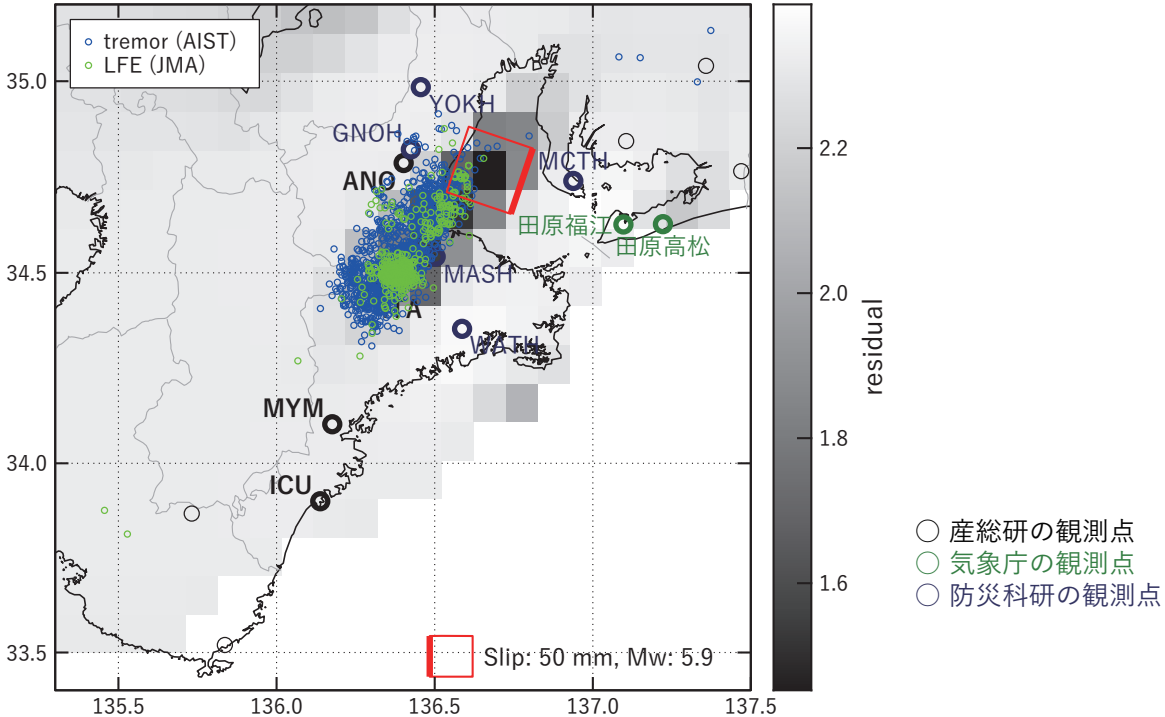 tremor (AIST)
LFE (JMA)
35.0
34.5
34.0
33.5
135.5
136.0
136.5
137.0
137.5
YOKH
GNOH
ANO
MCTH
田原福江
田原高松
MASH
A
WATH
MYM
ICU
Slip: 50 mm, Mw: 5.9
2.2
2.0
1.8
1.6
residual
産総研の観測点
気象庁の観測点
防災科研の観測点